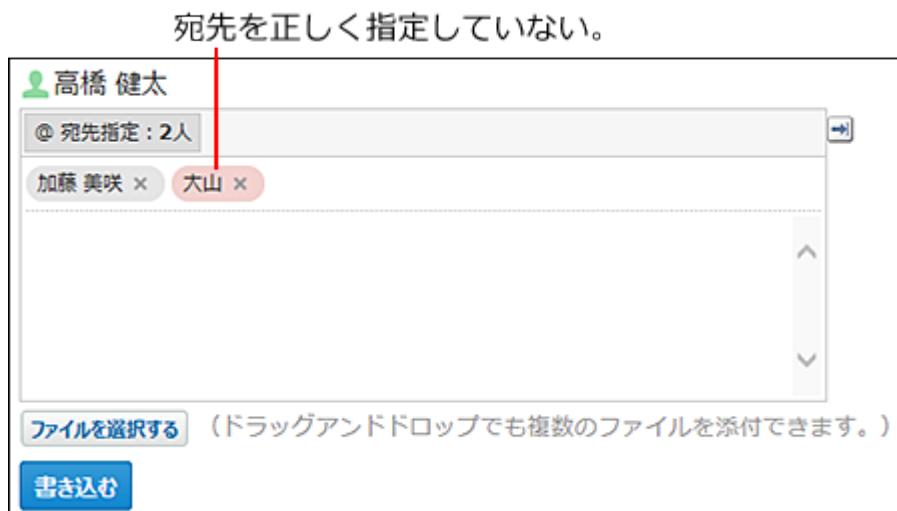 宛先を正しく指定していない。
高橋 健太
@ 宛先指定：2人
加藤 美咲 × 大山 ×
ファイルを選択する （ドラッグアンドドロップでも複数のファイルを添付できます。）
書き込む